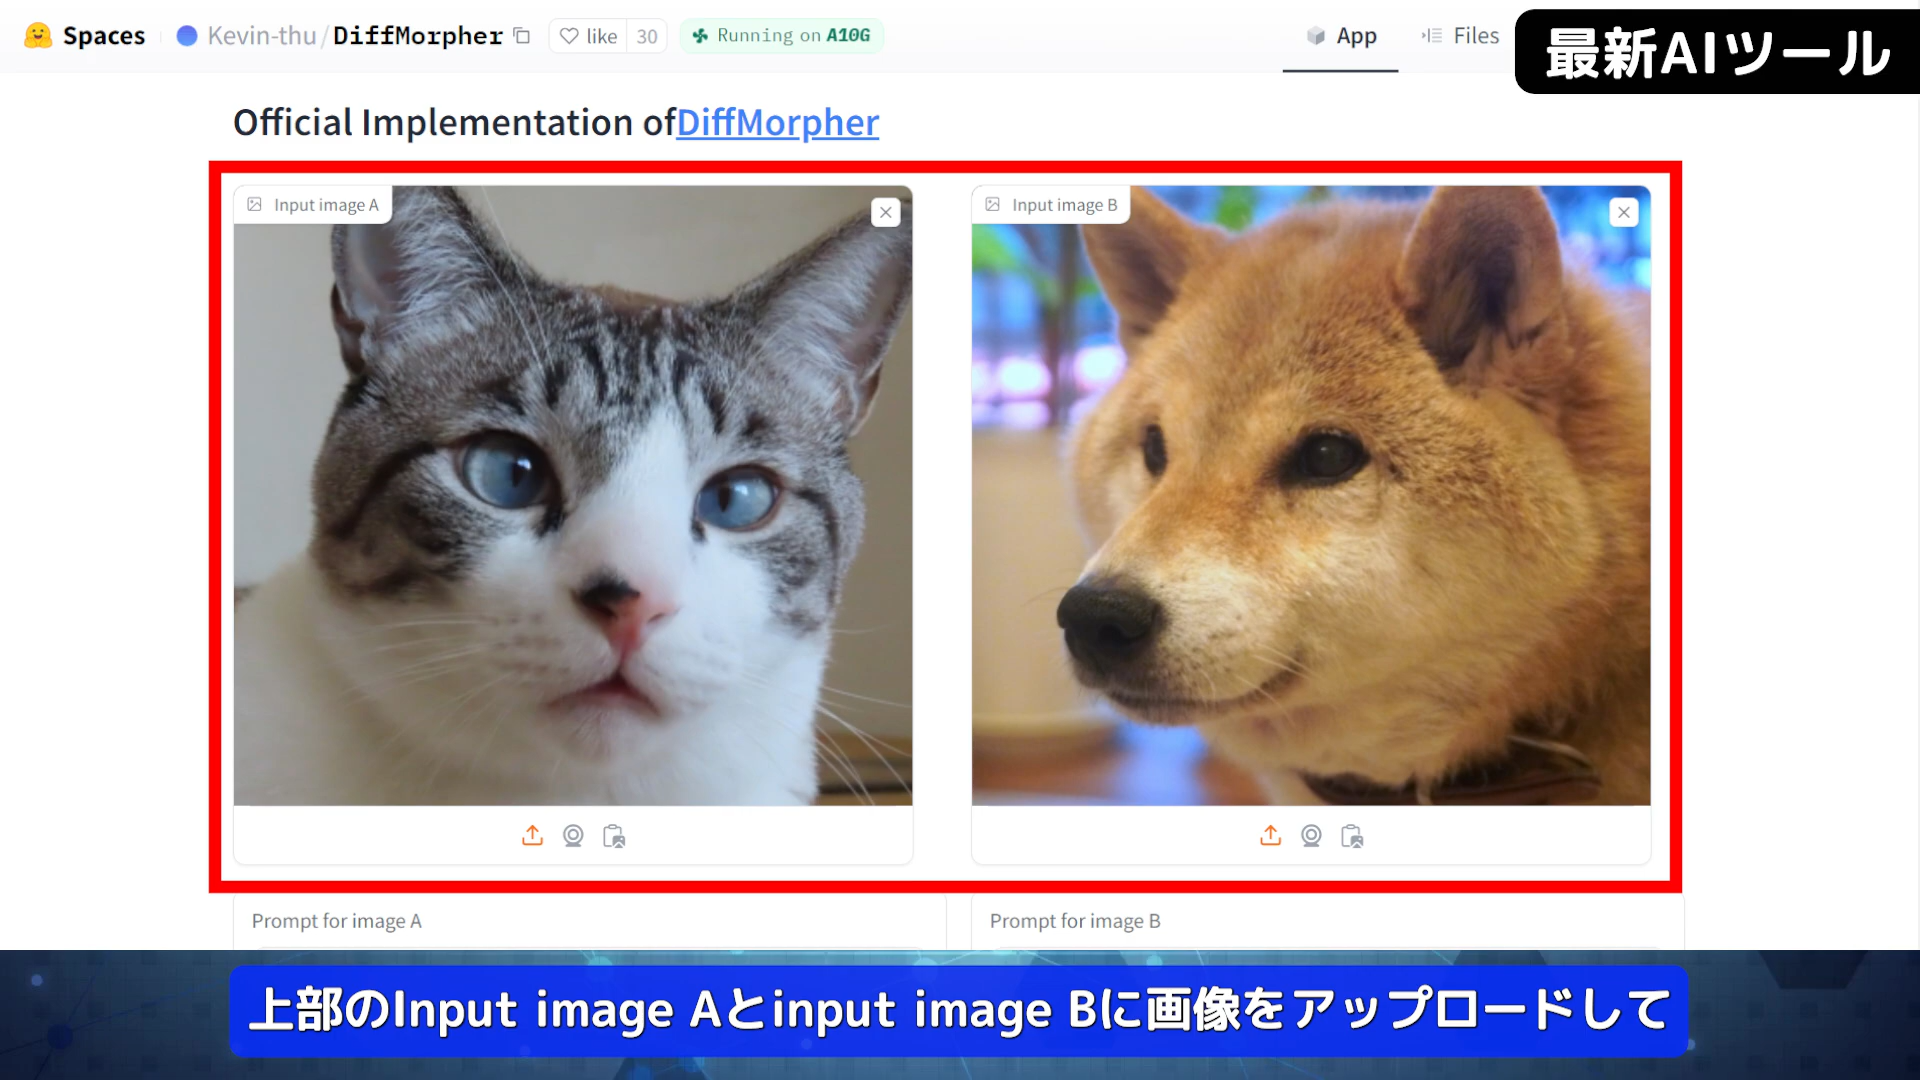 Spaces Kevin-thu/DiffMorpher like 30 Running on A10G App Files
最新AIツール
Official Implementation ofDiffMorpher
Input image A Input image B
Prompt for image A Prompt for image B
上部のInput image Aとinput image Bに画像をアップロードして